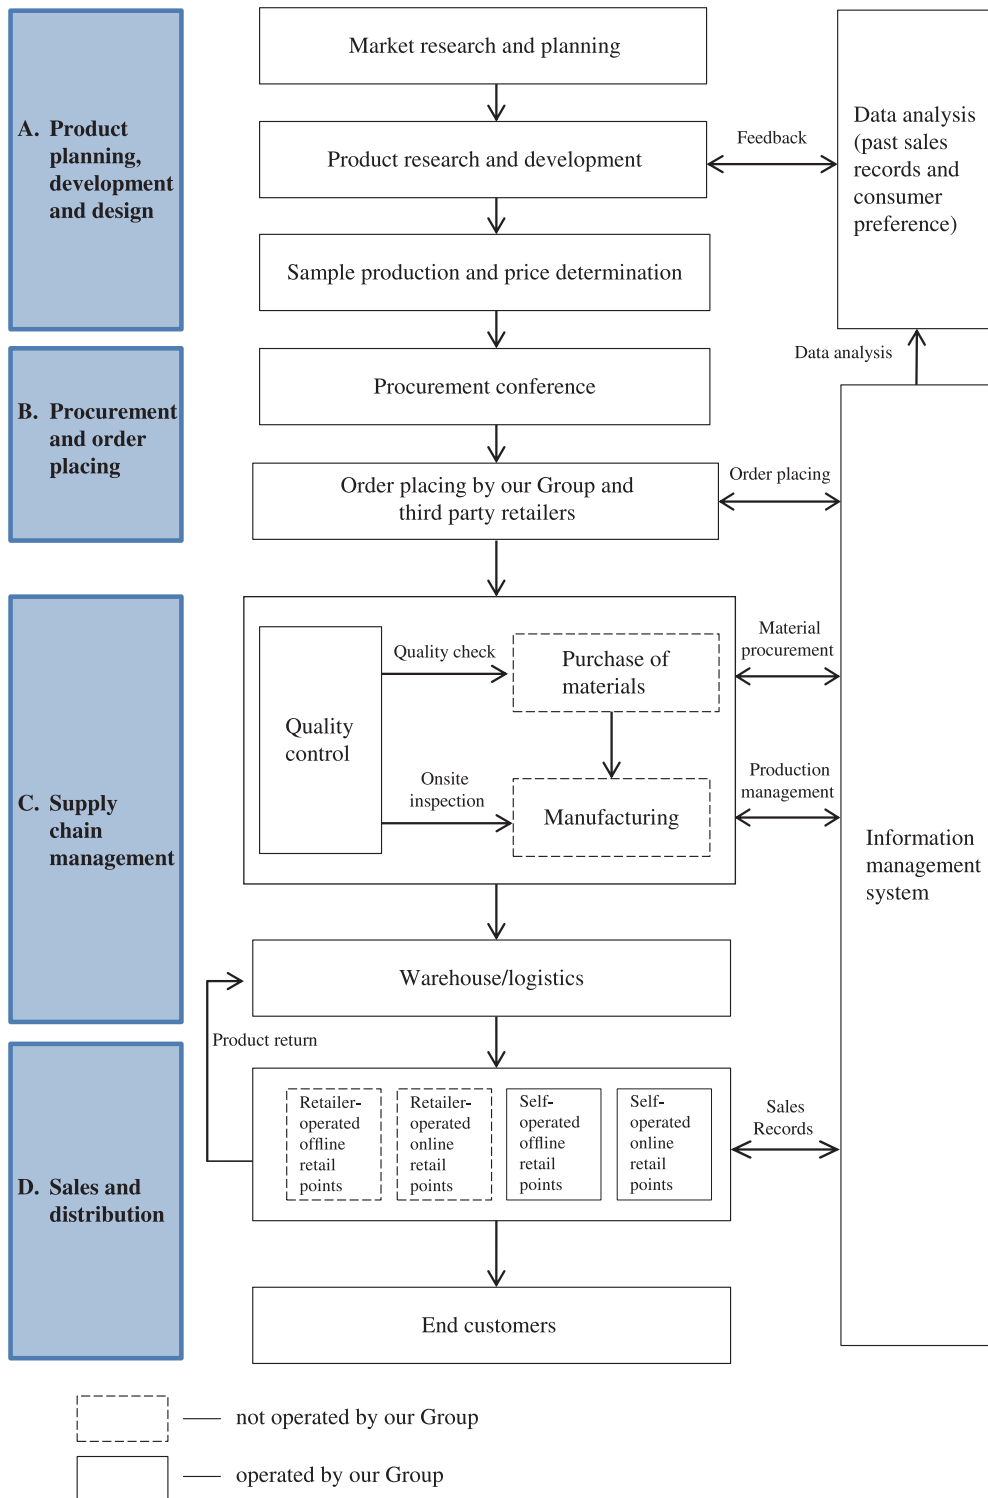 Market research and planning
A. Product
planning,
development
and design
Product research and development
Feedback
Data analysis
(past sales
records and
consumer
preference)
Sample production and price determination
Data analysis
B. Procurement
and order
placing
Procurement conference
Order placing by our Group and
third party retailers
Order placing
C. Supply
chain
management
Quality
control
Quality check
Purchase of
materials
Onsite
inspection
Manufacturing
Material
procurement
Production
management
Information
management
system
Warehouse/logistics
Product return
D. Sales and
distribution
Retailer-
operated
offline
retail
points
Retailer-
operated
online
retail
points
Self-
operated
offline
retail
points
Self-
operated
online
retail
points
Sales
Records
End customers
not operated by our Group
operated by our Group